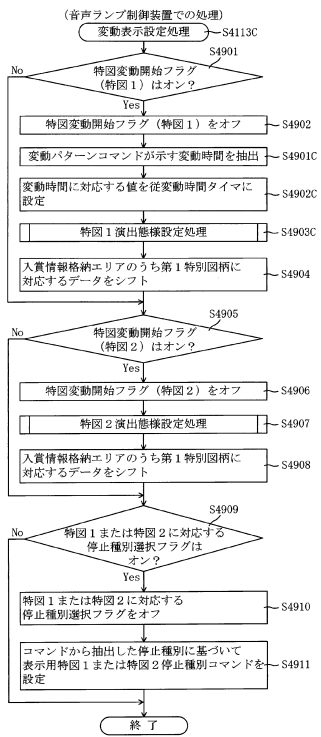 (音声ランプ制御装置での処理)
変動表示設定処理
S4113C
S4901
No
特図変動開始フラグ
(特図１)はオン？
Yes
特図変動開始フラグ(特図１)をオフ
S4902
変動パターンコマンドが示す変動時間を抽出
S4901C
変動時間に対応する値を従変動時間タイマに
設定
S4902C
特図１演出態様設定処理
S4903C
入賞情報格納エリアのうち第１特別図柄に
対応するデータをシフト
S4904
S4905
No
特図変動開始フラグ
(特図２)はオン？
Yes
特図変動開始フラグ(特図２)をオフ
S4906
特図２演出態様設定処理
S4907
入賞情報格納エリアのうち第１特別図柄に
対応するデータをシフト
S4908
S4909
No
特図１または特図２に対応する
停止種別選択フラグは
オン？
Yes
特図１または特図２に対応する
停止種別選択フラグをオフ
S4910
コマンドから抽出した停止種別に基づいて
表示用特図１または特図２停止種別コマンドを
設定
S4911
終了